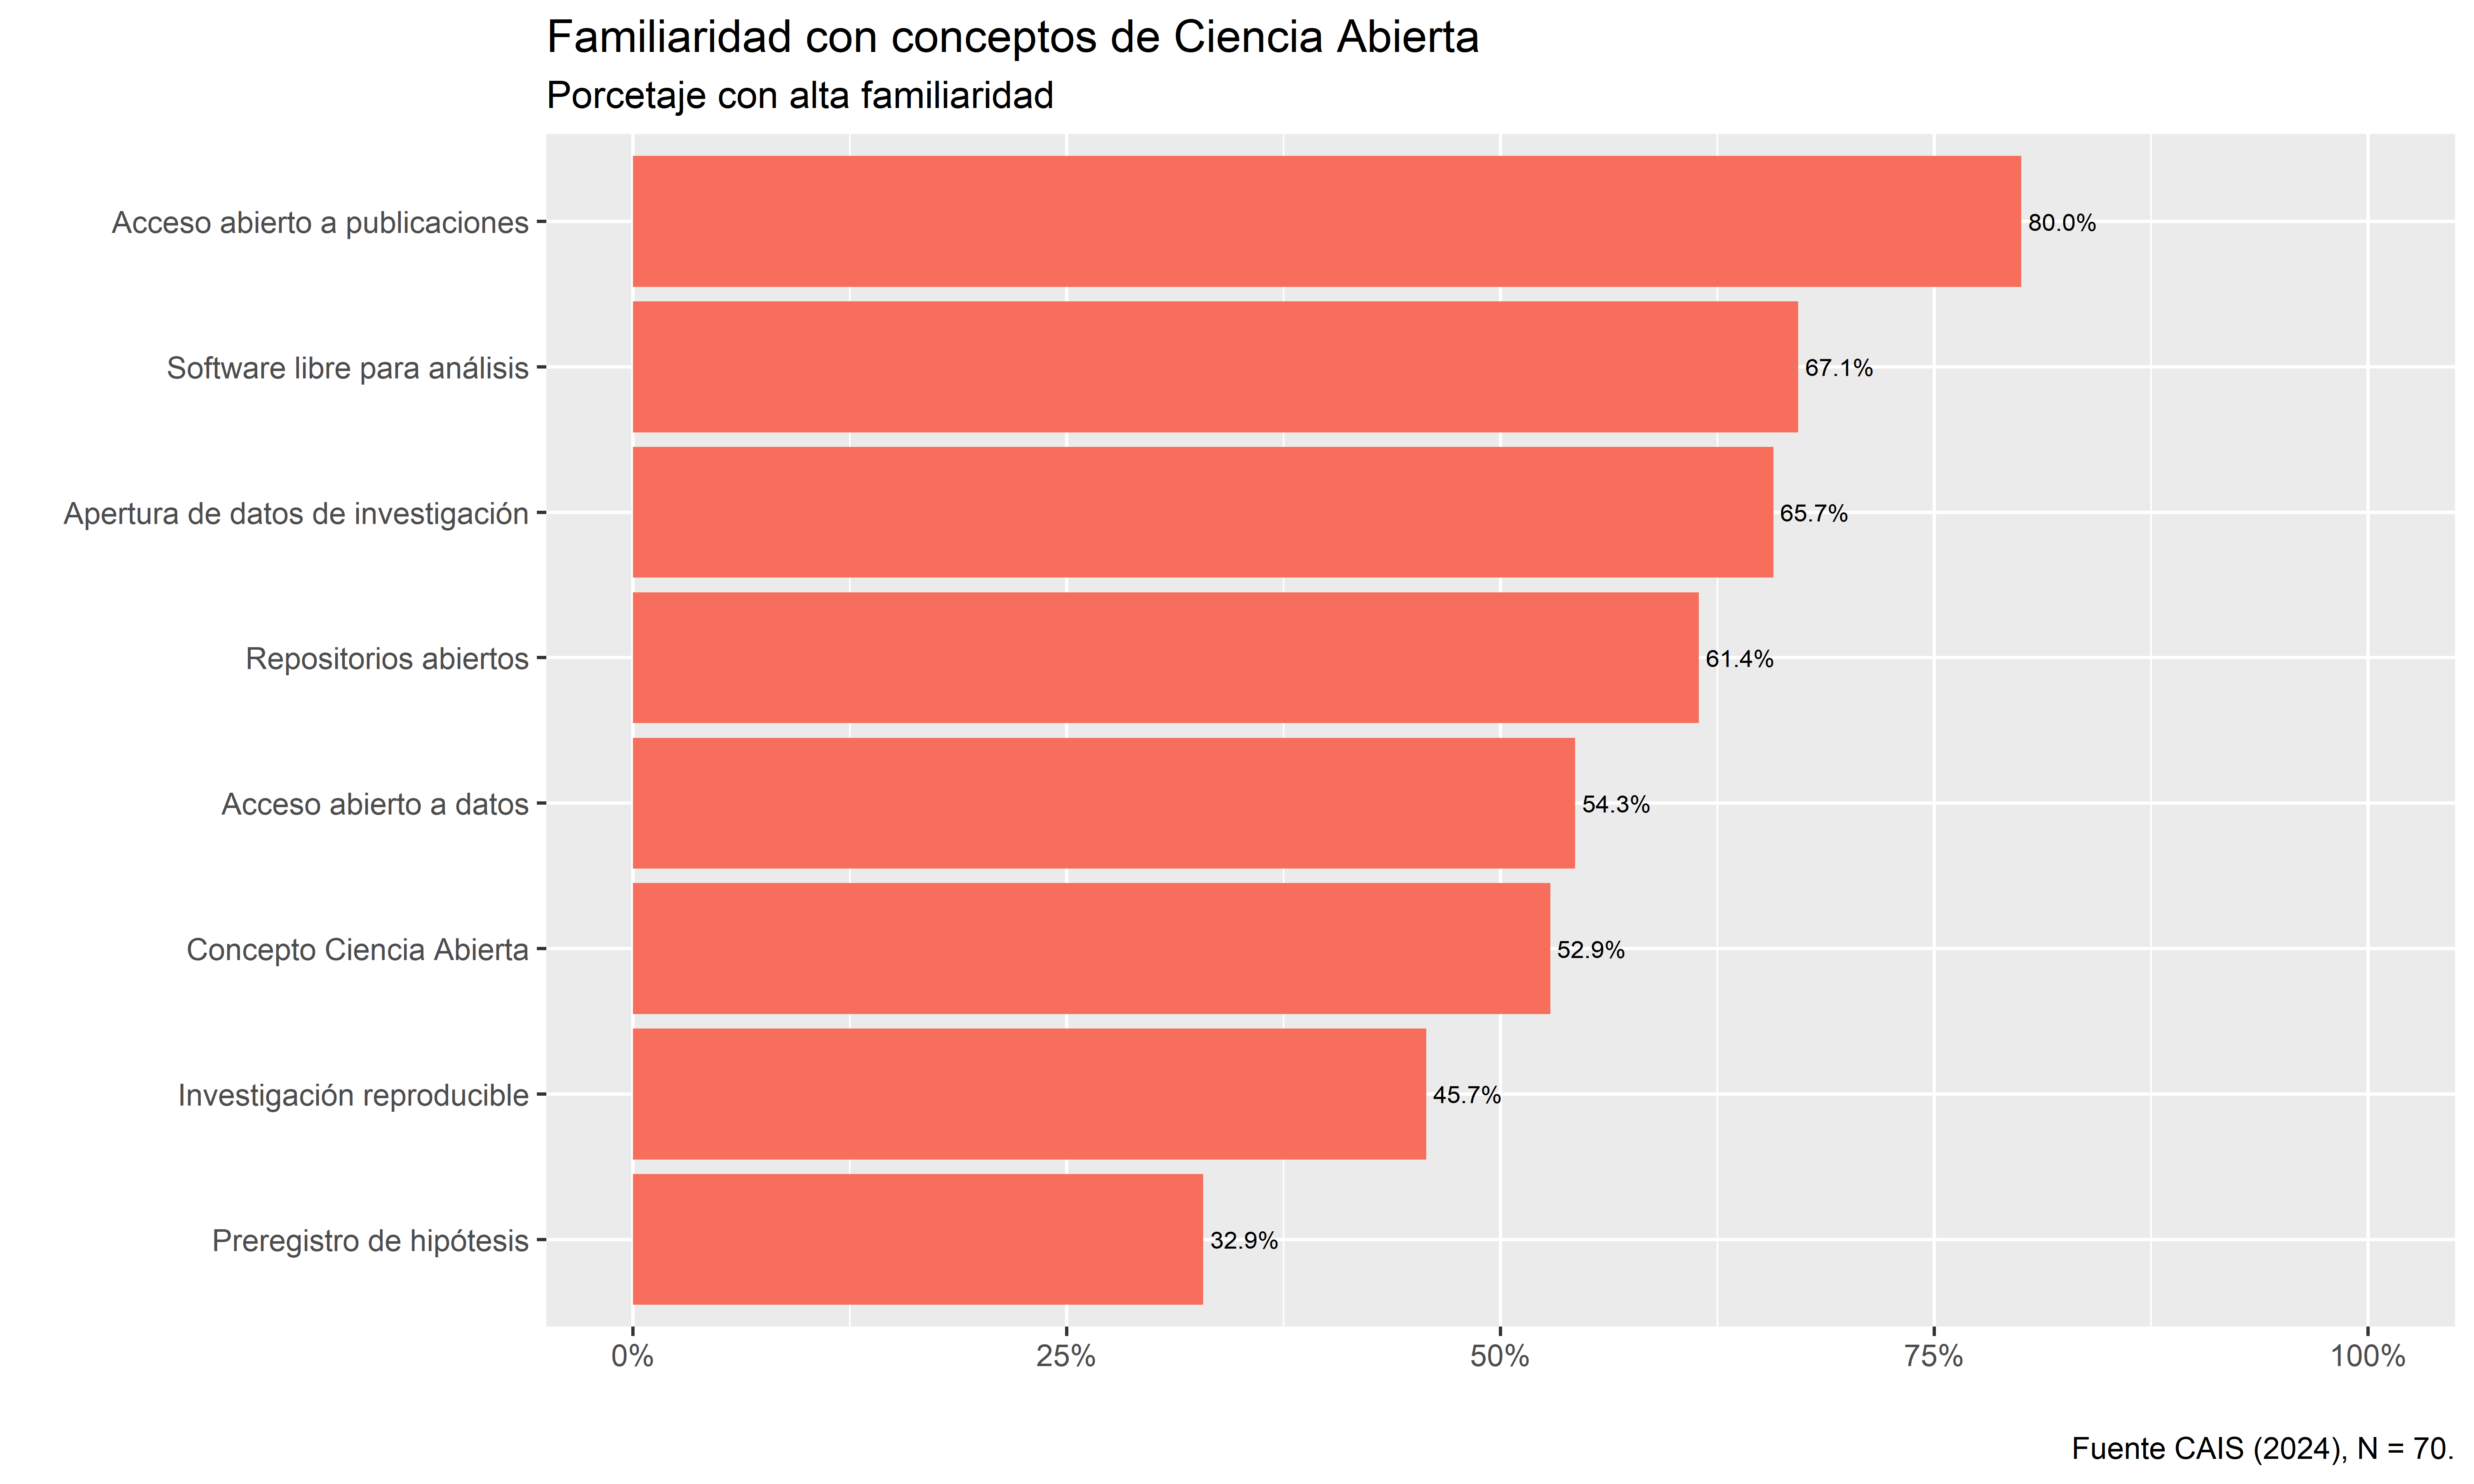 Familiaridad con conceptos de Ciencia Abierta
Porcetaje con alta familiaridad
Acceso abierto a publicaciones 80.0%
Software libre para análisis 67.1%
Apertura de datos de investigación 65.7%
Repositorios abiertos 61.4%
Acceso abierto a datos 54.3%
Concepto Ciencia Abierta 52.9%
Investigación reproducible 45.7%
Preregistro de hipótesis 32.9%
0% 25% 50% 75% 100%
Fuente CAIS (2024), N = 70.